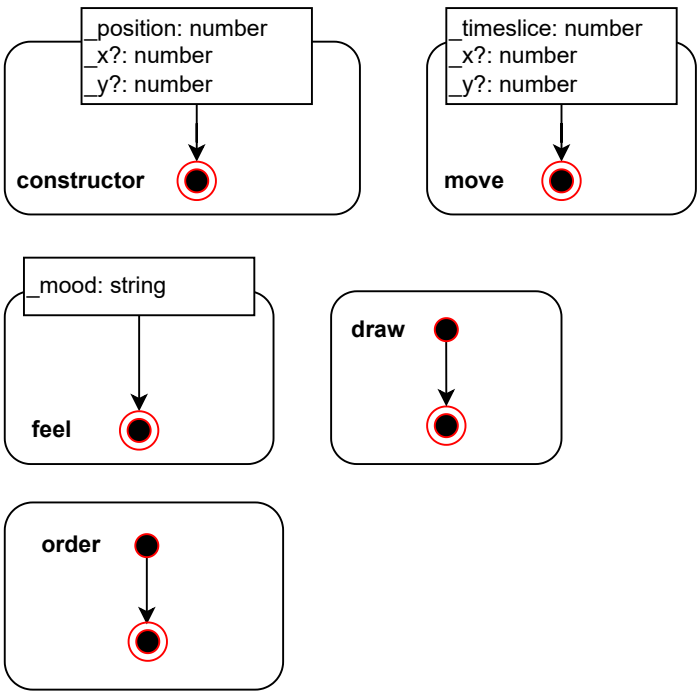 _position: number
_x?: number
_y?: number
constructor
_timeslice: number
_x?: number
_y?: number
move
_mood: string
feel
draw
order